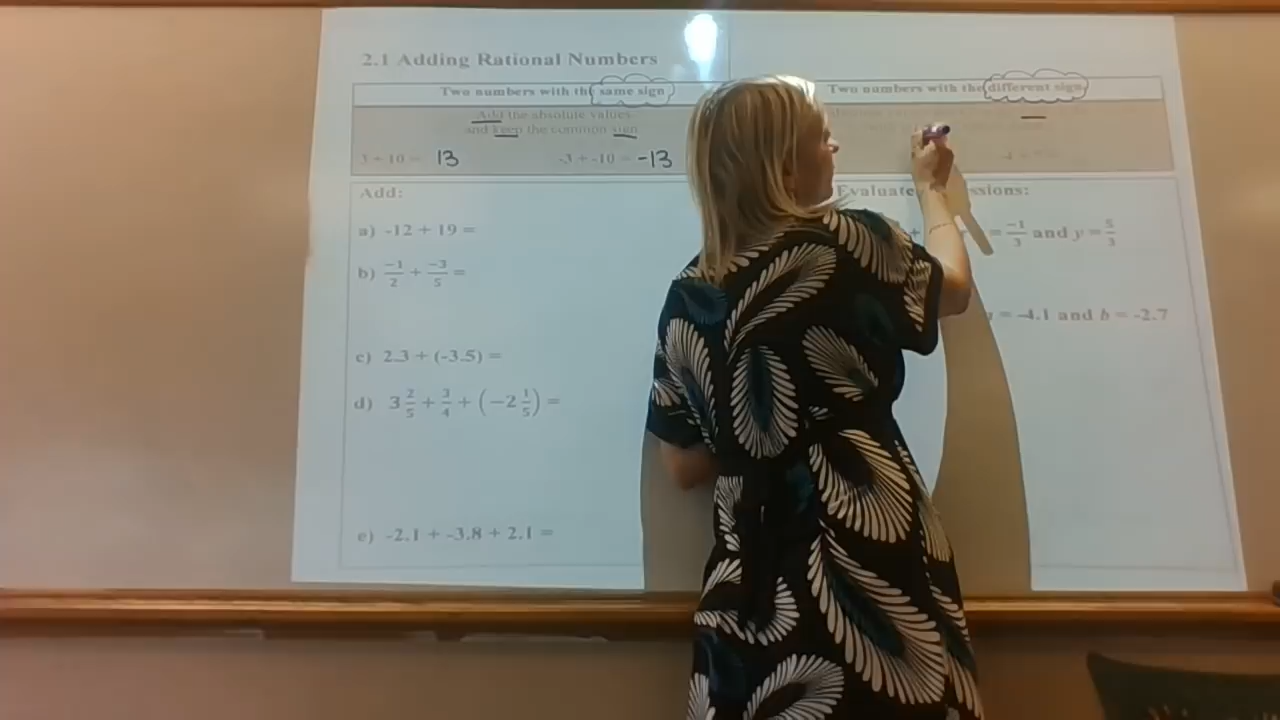 2.1 Adding Rational Numbers
Two numbers with the same sign
Add the absolute values
and keep the common sign
3 + 10 = 13
-3 + -10 = -13
Two numbers with the different sign
Add:
a) -12 + 19 =
b) -1/2 + -3/5 =
c) 2.3 + (-3.5) =
d) 3 2/5 + 3/4 + (-2 1/5) =
e) -2.1 + -3.8 + 2.1 =
Evaluate
= -1/3 and y = 5/3
= -4.1 and b = -2.7